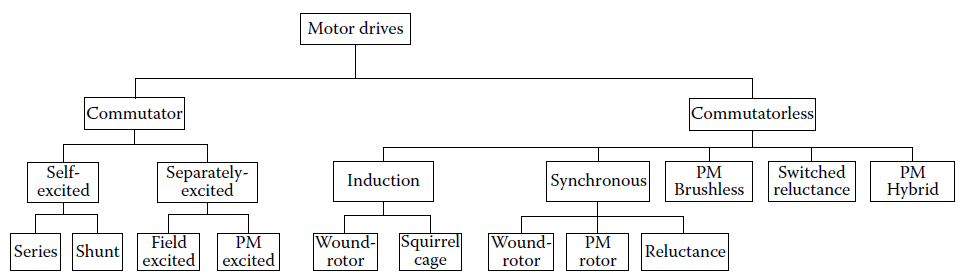 Motor drives
Commutator
Commutatorless
Self-
excited
Separately-
excited
Induction
Synchronous
PM
Brushless
Switched
reluctance
PM
Hybrid
Series
Shunt
Field
excited
PM
excited
Wound-
rotor
Squirrel
cage
Wound-
rotor
PM
rotor
Reluctance